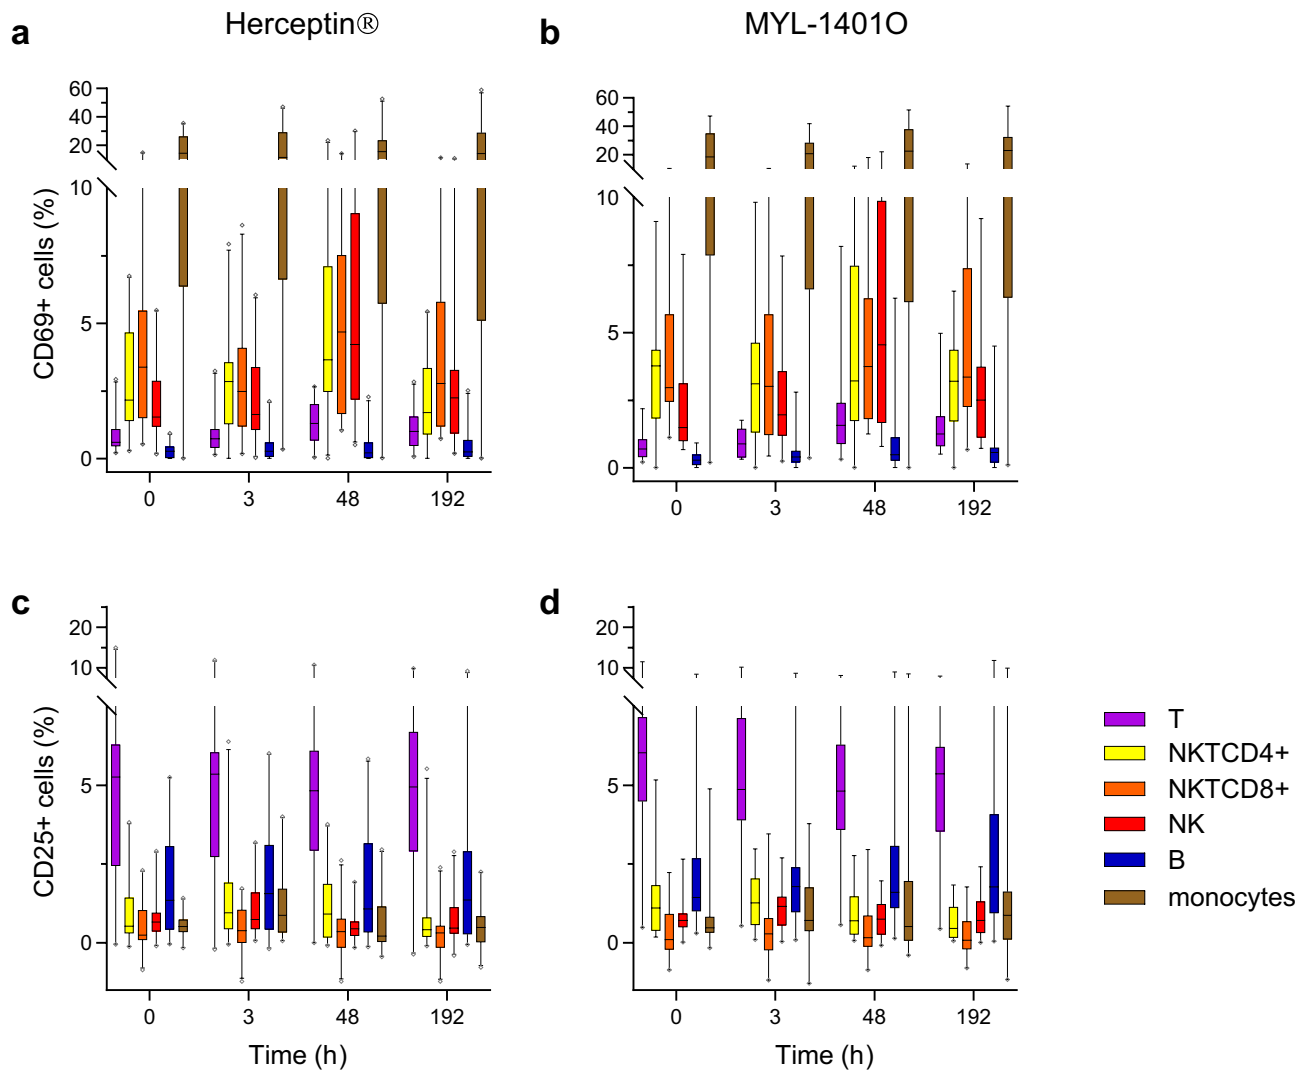 a Herceptin® b MYL-1401O
60
40
20
10
5
0
CD69+ cells (%)
0 3 48 192
60
40
20
10
5
0
0 3 48 192
c d
20
10
5
0
CD25+ cells (%)
0 3 48 192
Time (h)
20
10
5
0
0 3 48 192
Time (h)
T
NKTCD4+
NKTCD8+
NK
B
monocytes